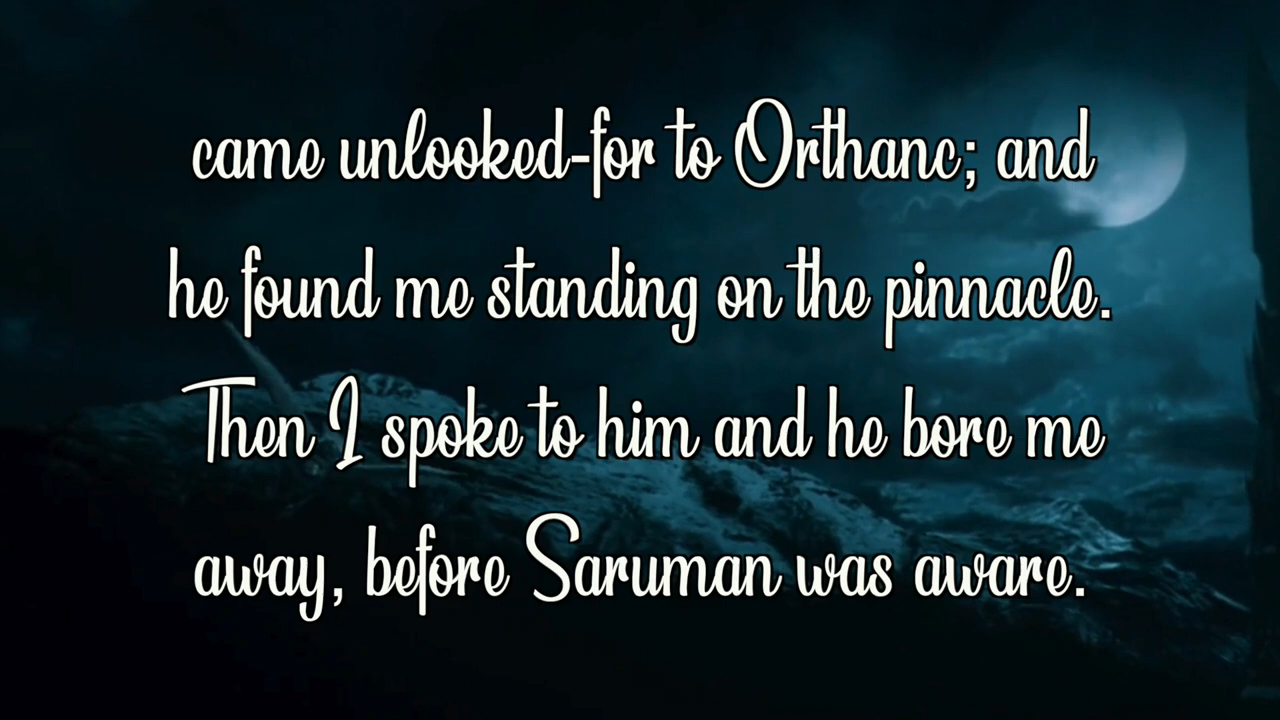 came unlooked-for to Orthanc; and
he found me standing on the pinnacle.
Then I spoke to him and he bore me
away, before Saruman was aware.